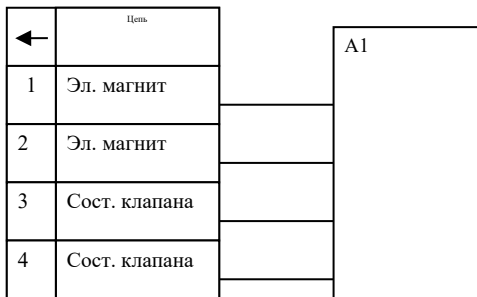 Цепь
А1
1 Эл. магнит
2 Эл. магнит
3 Сост. клапана
4 Сост. клапана